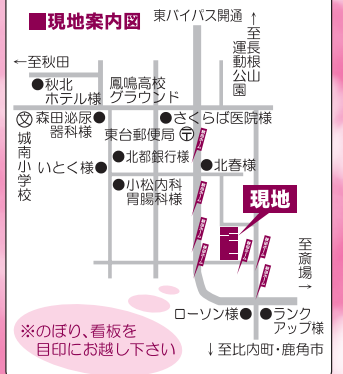 ■現地案内図
東バイパス開通
↑至長根山運動公園
←至秋田
●秋北
ホテル様
鳳鳴高校
グラウンド
文
城南小学校
森田泌尿●
器科様
●さくらば医院様
東台郵便局〒
いとく様●
●北都銀行様
●北春様
●小松内科
胃腸科様
現地
至斎場→
ローソン様●
●ランク
アップ様
※のぼり、看板を
目印にお越し下さい
↓至比内町・鹿角市